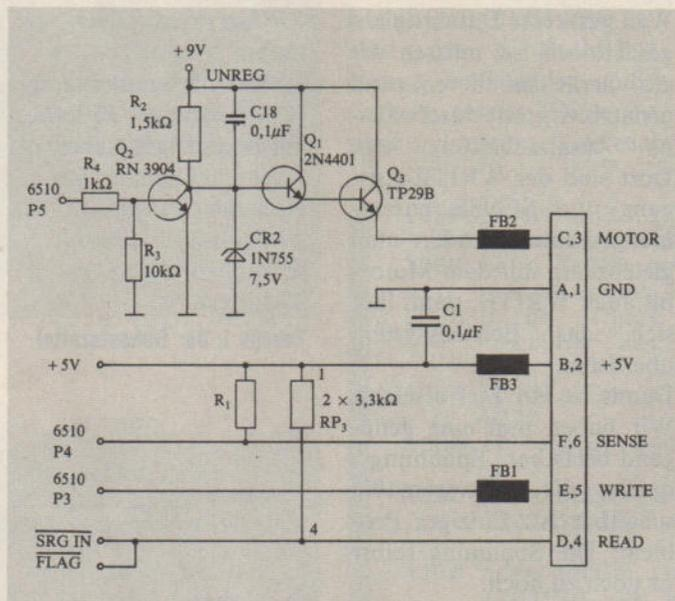 +9V
UNREG
R2
1,5kΩ
C18
0,1µF
Q1
2N4401
Q2
RN 3904
Q3
TP29B
R4
1kΩ
6510
P5
R3
10kΩ
CR2
1N755
7,5V
FB2
C,3 MOTOR
A,1 GND
C1
0,1µF
+5V
FB3
B,2 +5V
1
R1
2 × 3,3kΩ
RP3
6510
P4
F,6 SENSE
6510
P3
FB1
E,5 WRITE
SRG IN
4
D,4 READ
FLAG